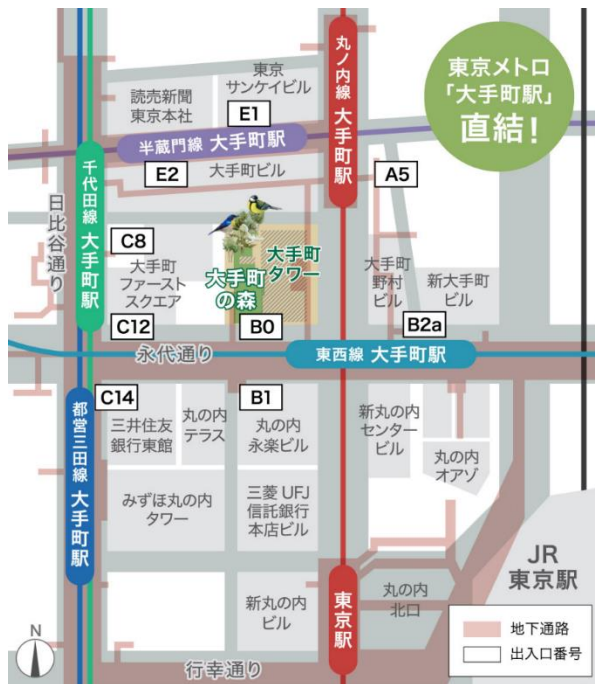 東京メトロ
「大手町駅」
直結！
丸ノ内線 大手町駅
東京
サンケイビル
読売新聞
東京本社
E1
半蔵門線 大手町駅
E2
大手町ビル
A5
千代田線 大手町駅
日比谷通り
C8
大手町
ファースト
スクエア
大手町
タワー
大手町
の森
大手町
野村
ビル
新大手町
ビル
C12
B0
B2a
永代通り
東西線 大手町駅
C14
B1
都営三田線 大手町駅
三井住友
銀行東館
丸の内
テラス
丸の内
永楽ビル
新丸の内
センター
ビル
丸の内
オアゾ
みずほ丸の内
タワー
三菱 UFJ
信託銀行
本店ビル
JR
東京駅
東京駅
丸の内
北口
新丸の内
ビル
行幸通り
N
地下通路
出入口番号